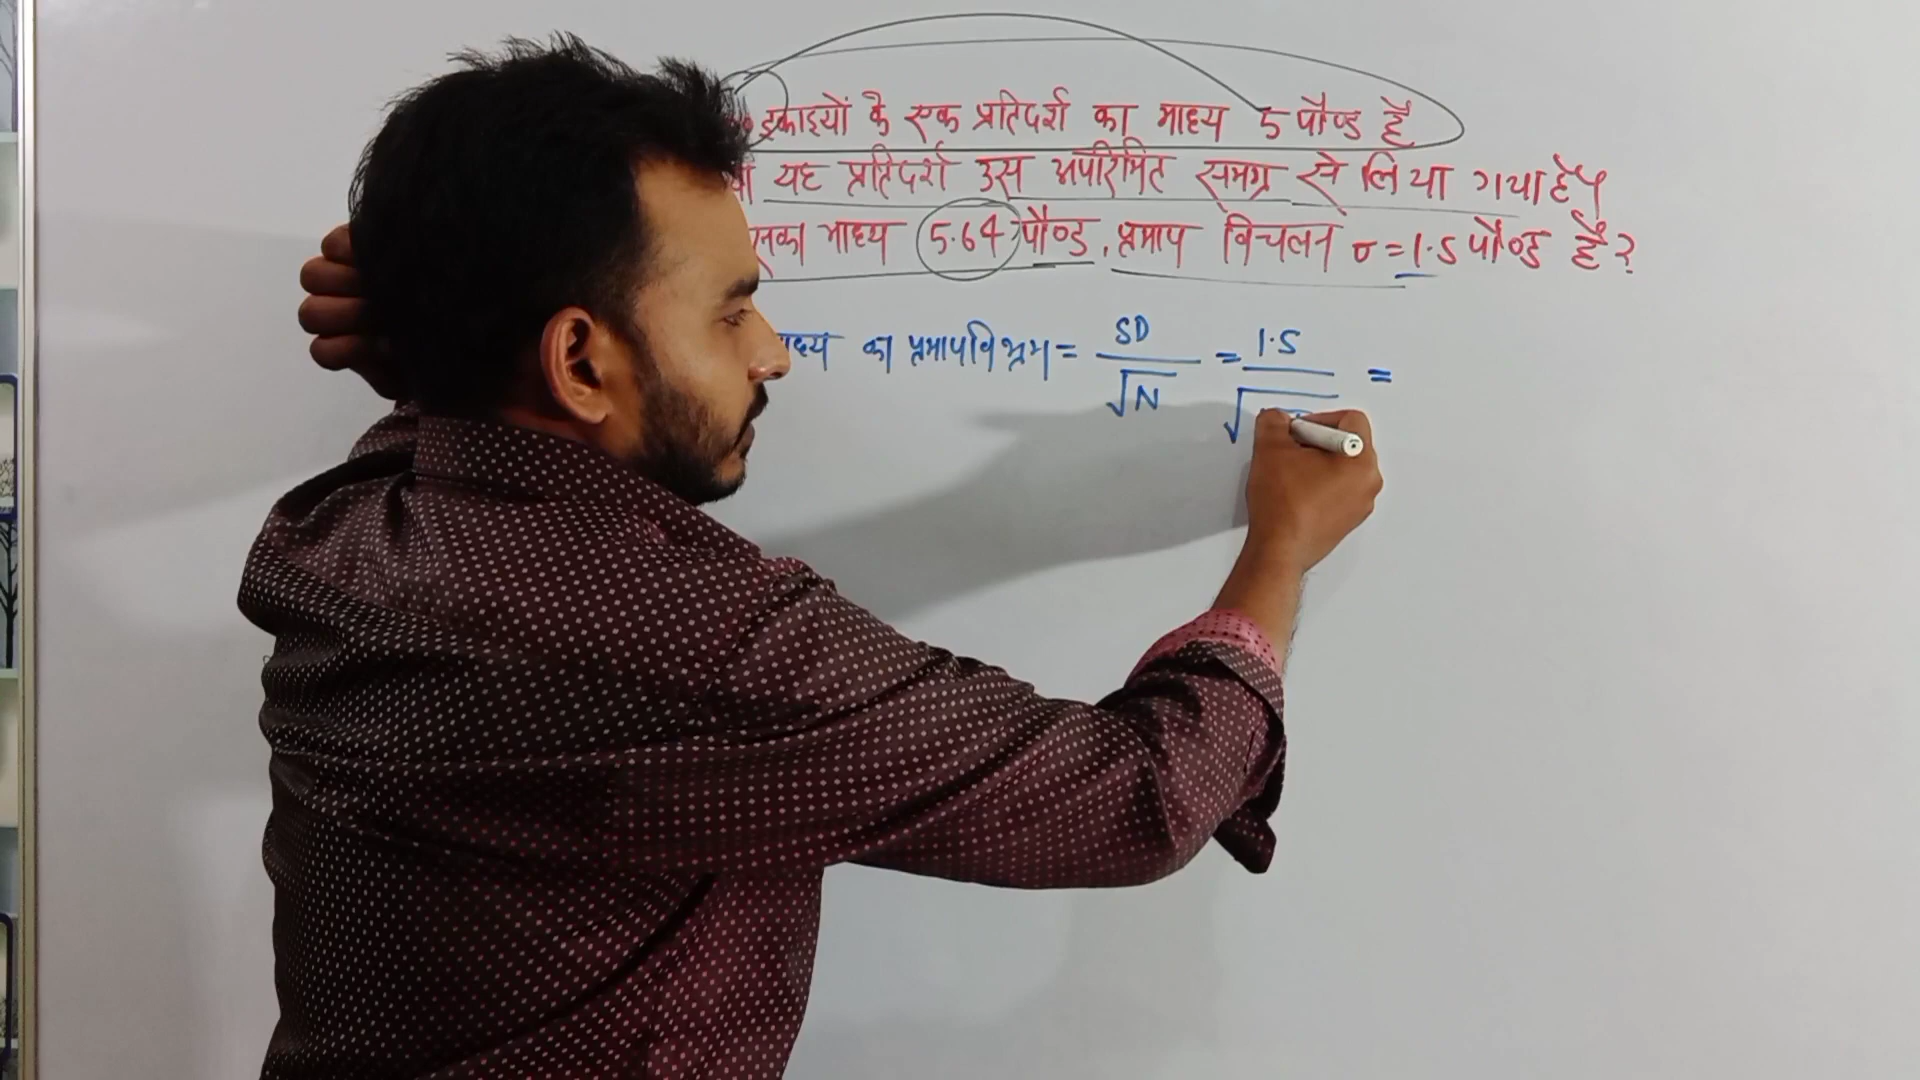 इकाइयों के एक प्रतिदर्श का माध्य 5 पौण्ड है
यह प्रतिदर्श उस अपरिमित समग्र से लिया गया है
माध्य 5.64 पौण्ड, प्रमाप विचलन σ = 1.5 पौण्ड है ?
का प्रमाप विभ्रम = SD / √N = 1.5 / √ =